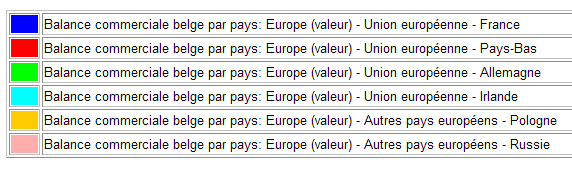 Balance commerciale belge par pays: Europe (valeur) - Union européenne - France
Balance commerciale belge par pays: Europe (valeur) - Union européenne - Pays-Bas
Balance commerciale belge par pays: Europe (valeur) - Union européenne - Allemagne
Balance commerciale belge par pays: Europe (valeur) - Union européenne - Irlande
Balance commerciale belge par pays: Europe (valeur) - Autres pays européens - Pologne
Balance commerciale belge par pays: Europe (valeur) - Autres pays européens - Russie